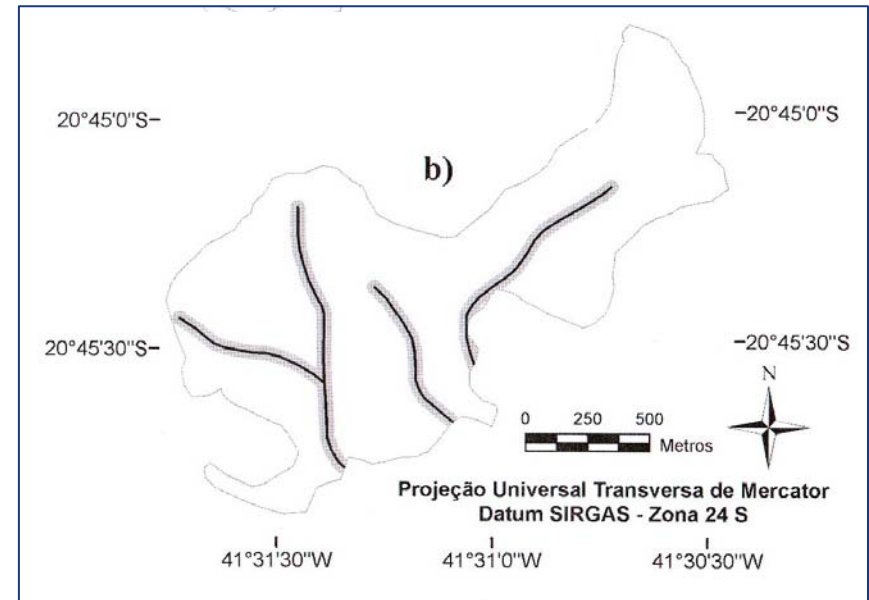 20°45'0"S
20°45'0"S
b)
20°45'30"S
20°45'30"S
N
0 250 500
Metros
Projeção Universal Transversa de Mercator
Datum SIRGAS - Zona 24 S
41°31'30"W 41°31'0"W 41°30'30"W